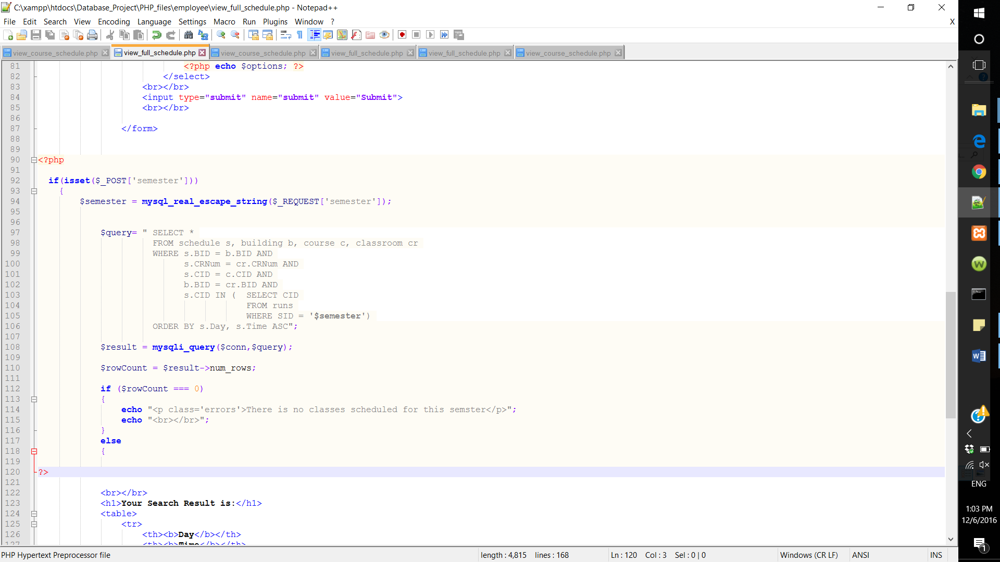 C:\xampp\htdocs\Database_Project\PHP_files\employee\view_full_schedule.php - Notepad++
File Edit Search View Encoding Language Settings Macro Run Plugins Window ? X
view_course_schedule.php view_full_schedule.php view_course_schedule.php view_full_schedule.php view_full_schedule.php view_course_schedule.php
81 <?php echo $options; ?>
82 </select>
83 <br></br>
84 <input type="submit" name="submit" value="Submit">
85 <br></br>
86
87 </form>
88
89
90 <?php
91
92 if(isset($_POST['semester']))
93 {
94 $semester = mysql_real_escape_string($_REQUEST['semester']);
95
96
97 $query= " SELECT *
98 FROM schedule s, building b, course c, classroom cr
99 WHERE s.BID = b.BID AND
100 s.CRNum = cr.CRNum AND
101 s.CID = c.CID AND
102 b.BID = cr.BID AND
103 s.CID IN ( SELECT CID
104 FROM runs
105 WHERE SID = '$semester')
106 ORDER BY s.Day, s.Time ASC";
107
108 $result = mysqli_query($conn,$query);
109
110 $rowCount = $result->num_rows;
111
112 if ($rowCount === 0)
113 {
114 echo "<p class='errors'>There is no classes scheduled for this semster</p>";
115 echo "<br></br>";
116 }
117 else
118 {
119
120 ?>
121
122 <br></br>
123 <h1>Your Search Result is:</h1>
124 <table>
125 <tr>
126 <th><b>Day</b></th>
127 <th><b>Time</b></th>
PHP Hypertext Preprocessor file length : 4,815 lines : 168 Ln : 120 Col : 3 Sel : 0 | 0 Windows (CR LF) ANSI INS
ENG
1:03 PM
12/6/2016
1